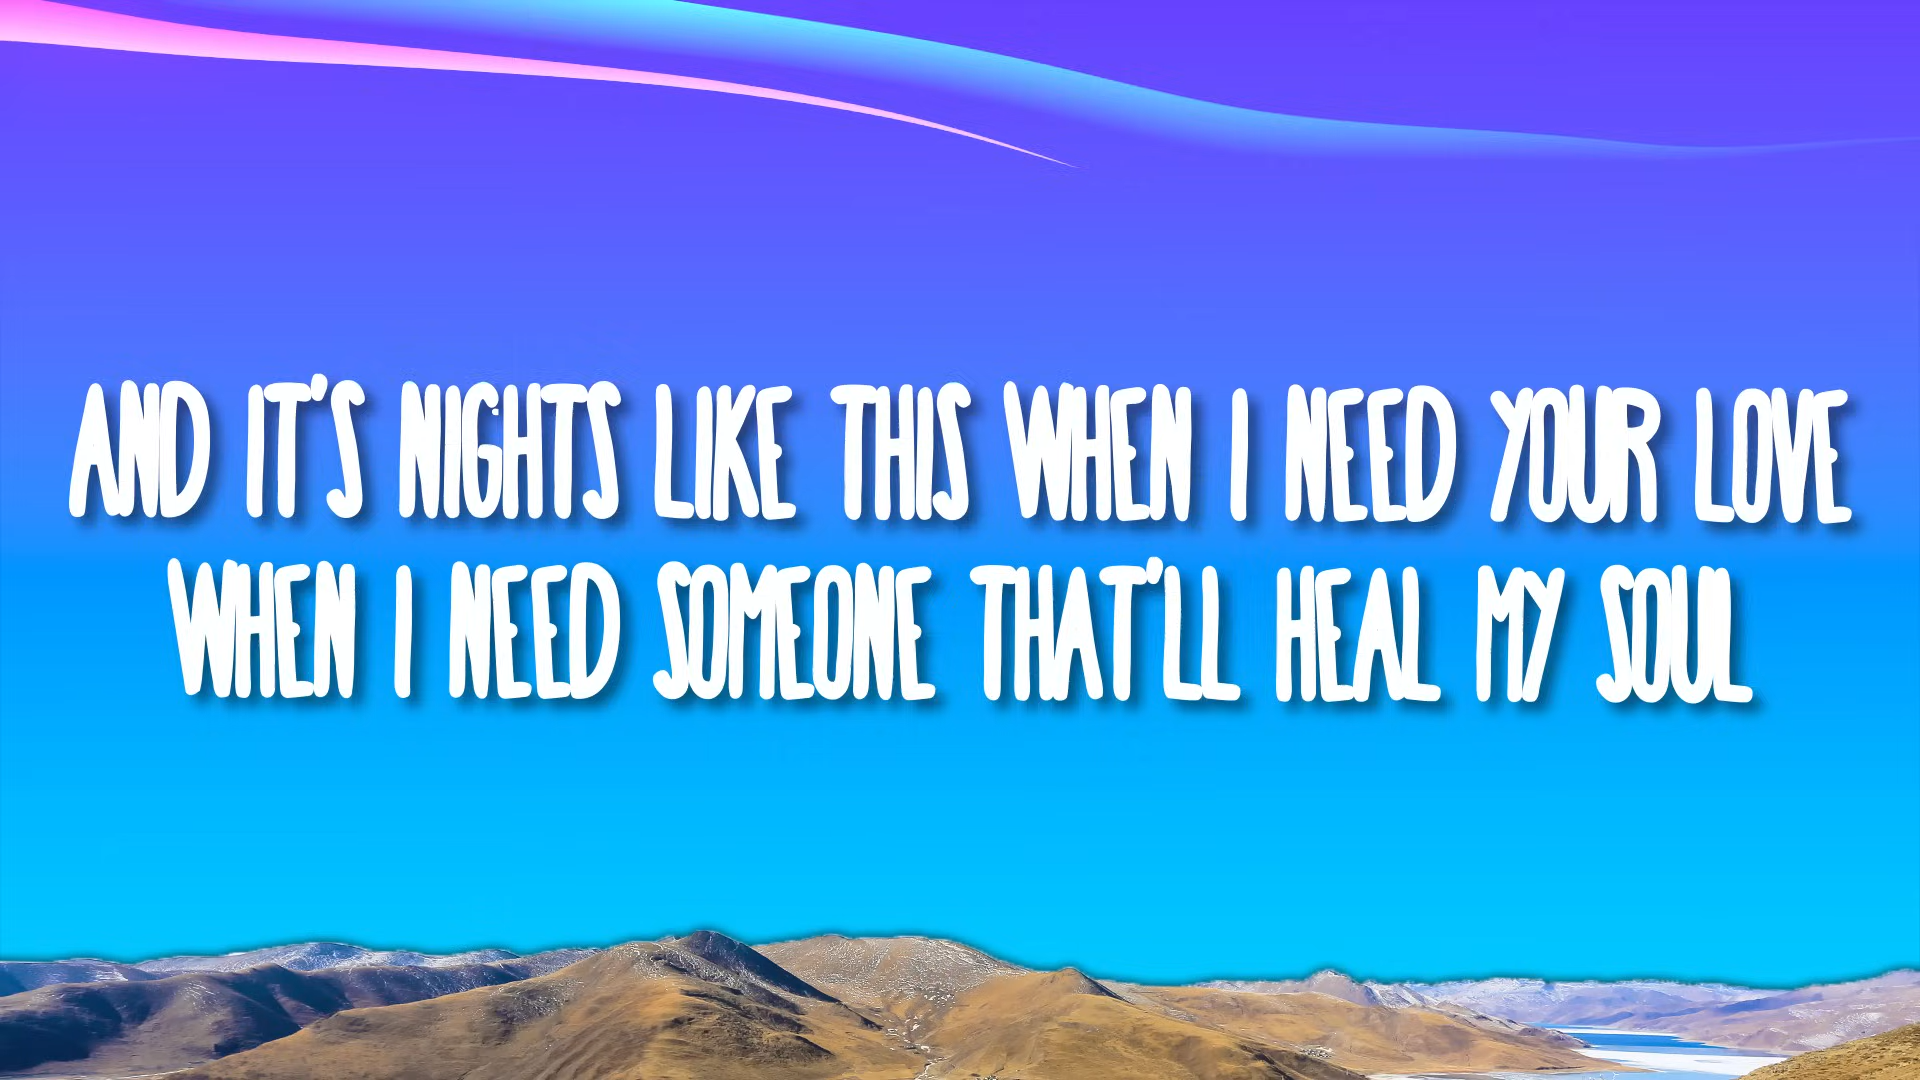 AND IT'S NIGHTS LIKE THIS WHEN I NEED YOUR LOVE
WHEN I NEED SOMEONE THAT'LL HEAL MY SOUL